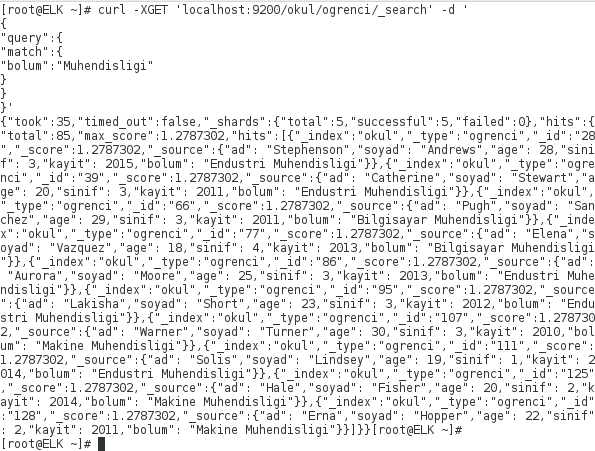 [root@ELK ~]# curl -XGET 'localhost:9200/okul/ogrenci/_search' -d '
{
"query":{
"match":{
"bolum":"Muhendisligi"
}
}
}'
{"took":35,"timed_out":false,"_shards":{"total":5,"successful":5,"failed":0},"hits":{
"total":85,"max_score":1.2787302,"hits":[{"_index":"okul","_type":"ogrenci","_id":"28
","_score":1.2787302,"_source":{"ad": "Stephenson","soyad": "Andrews","age": 28,"sini
f": 3,"kayit": 2015,"bolum": "Endustri Muhendisligi"}},{"_index":"okul","_type":"ogre
nci","_id":"39","_score":1.2787302,"_source":{"ad": "Catherine","soyad": "Stewart","a
ge": 20,"sinif": 3,"kayit": 2011,"bolum": "Endustri Muhendisligi"}},{"_index":"okul",
"_type":"ogrenci","_id":"66","_score":1.2787302,"_source":{"ad": "Pugh","soyad": "San
chez","age": 29,"sinif": 3,"kayit": 2011,"bolum": "Bilgisayar Muhendisligi"}},{"_inde
x":"okul","_type":"ogrenci","_id":"77","_score":1.2787302,"_source":{"ad": "Elena","s
oyad": "Vazquez","age": 18,"sinif": 4,"kayit": 2013,"bolum": "Bilgisayar Muhendisligi
"}},{"_index":"okul","_type":"ogrenci","_id":"86","_score":1.2787302,"_source":{"ad":
 "Aurora","soyad": "Moore","age": 25,"sinif": 3,"kayit": 2013,"bolum": "Endustri Muhe
ndisligi"}},{"_index":"okul","_type":"ogrenci","_id":"95","_score":1.2787302,"_source
":{"ad": "Lakisha","soyad": "Short","age": 23,"sinif": 3,"kayit": 2012,"bolum": "Endu
stri Muhendisligi"}},{"_index":"okul","_type":"ogrenci","_id":"107","_score":1.278730
2,"_source":{"ad": "Warner","soyad": "Turner","age": 30,"sinif": 3,"kayit": 2010,"bol
um": "Makine Muhendisligi"}},{"_index":"okul","_type":"ogrenci","_id":"111","_score":
1.2787302,"_source":{"ad": "Solis","soyad": "Lindsey","age": 19,"sinif": 1,"kayit": 2
014,"bolum": "Endustri Muhendisligi"}},{"_index":"okul","_type":"ogrenci","_id":"125"
,"_score":1.2787302,"_source":{"ad": "Hale","soyad": "Fisher","age": 20,"sinif": 2,"k
ayit": 2014,"bolum": "Makine Muhendisligi"}},{"_index":"okul","_type":"ogrenci","_id"
:"128","_score":1.2787302,"_source":{"ad": "Erna","soyad": "Hopper","age": 22,"sinif"
: 2,"kayit": 2011,"bolum": "Makine Muhendisligi"}}]}}[root@ELK ~]#
[root@ELK ~]#